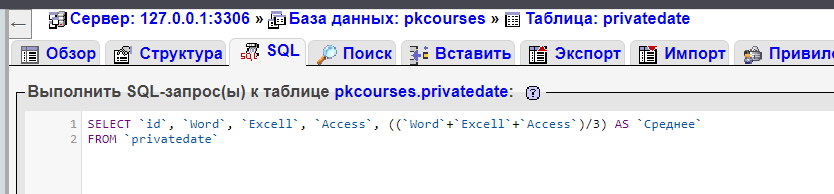 ← Сервер: 127.0.0.1:3306 » База данных: pkcourses » Таблица: privatedate
Обзор Структура SQL Поиск Вставить Экспорт Импорт Привиле
Выполнить SQL-запрос(ы) к таблице pkcourses.privatedate:
1 SELECT `id`, `Word`, `Excell`, `Access`, ((`Word`+`Excell`+`Access`)/3) AS `Среднее`
2 FROM `privatedate`